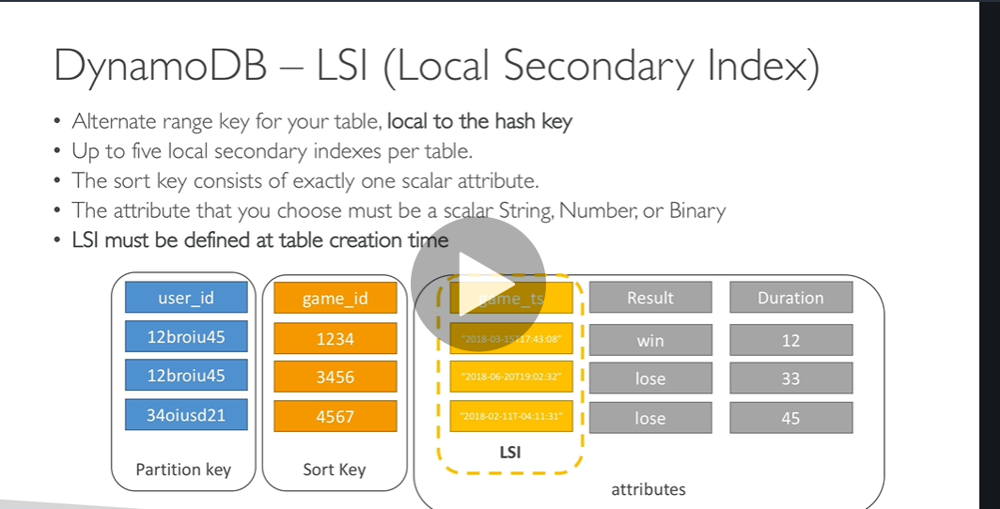 DynamoDB – LSI (Local Secondary Index)
• Alternate range key for your table, local to the hash key
• Up to five local secondary indexes per table.
• The sort key consists of exactly one scalar attribute.
• The attribute that you choose must be a scalar String, Number, or Binary
• LSI must be defined at table creation time
user_id game_id game_ts Result Duration
12broiu45 1234 "2018-03-15T17:43:08" win 12
12broiu45 3456 "2018-06-20T19:02:32" lose 33
34oiusd21 4567 "2018-02-11T-04:11:31" lose 45
LSI
Partition key Sort Key
attributes